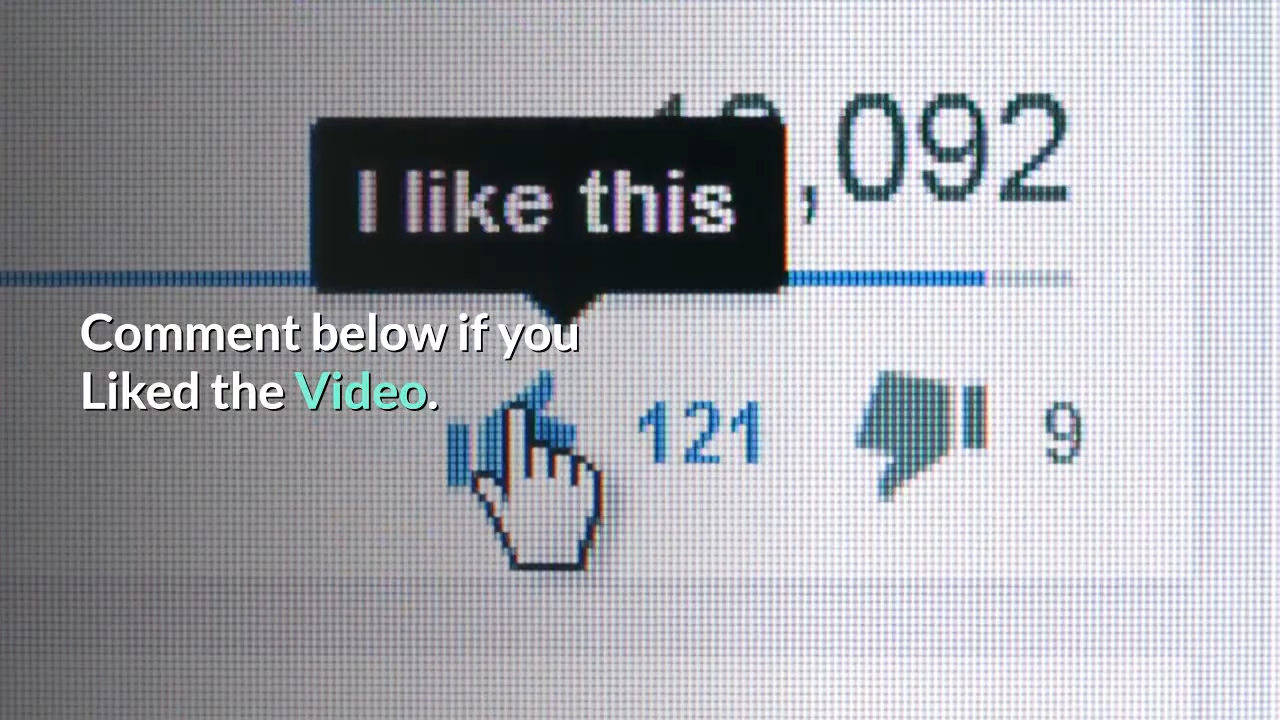 ,092
I like this
Comment below if you
Liked the Video.
121
9